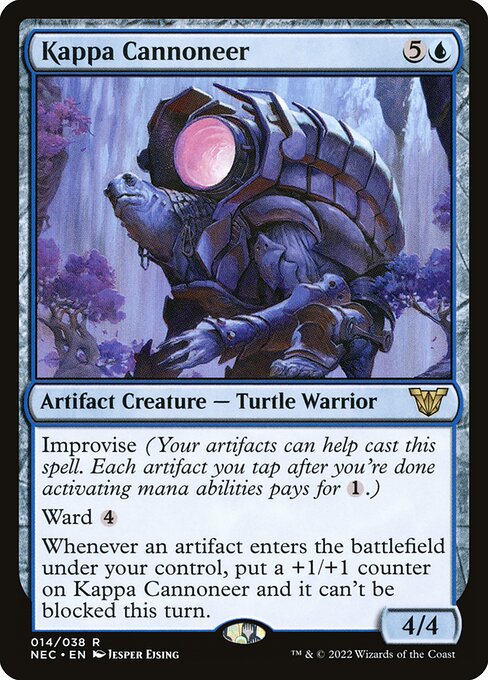 Kappa Cannoneer 5
Artifact Creature — Turtle Warrior
Improvise (Your artifacts can help cast this
spell. Each artifact you tap after you're done
activating mana abilities pays for 1.)
Ward 4
Whenever an artifact enters the battlefield
under your control, put a +1/+1 counter
on Kappa Cannoneer and it can't be
blocked this turn.
4/4
014/038 R
NEC • EN Jesper Eising
™ & © 2022 Wizards of the Coast